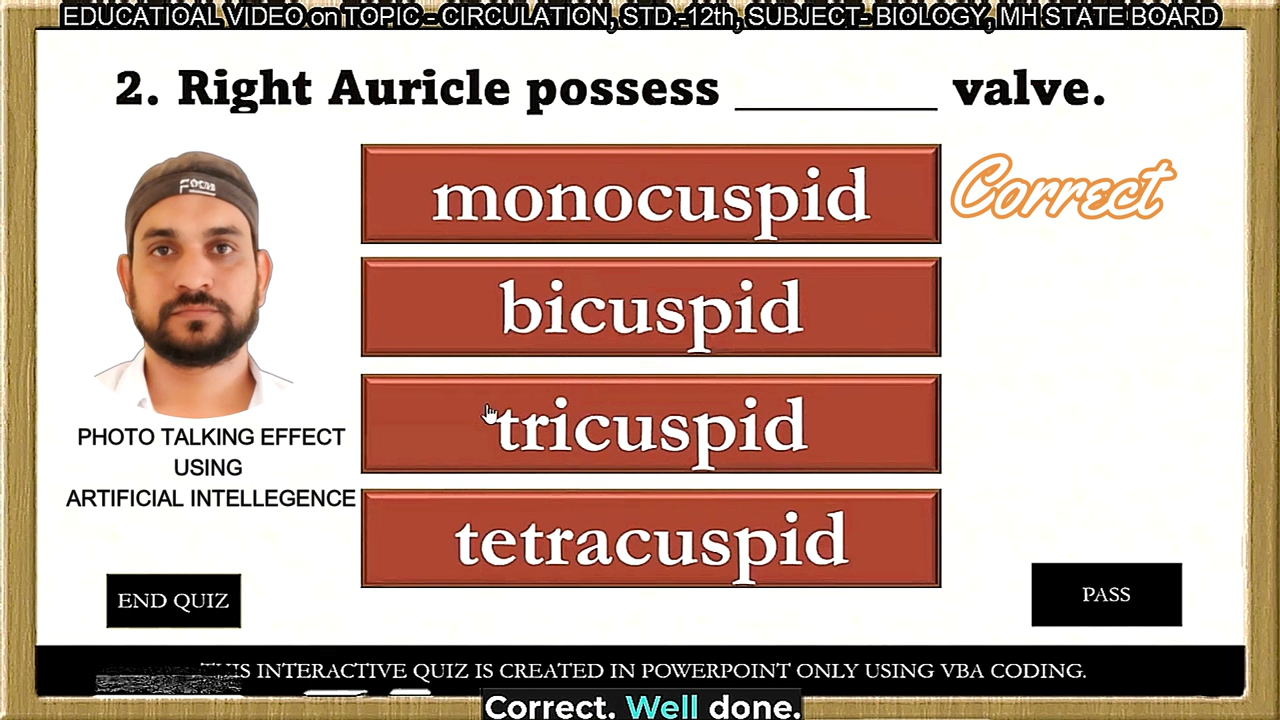 EDUCATIOAL VIDEO on TOPIC - CIRCULATION, STD.-12th, SUBJECT- BIOLOGY, MH STATE BOARD
2. Right Auricle possess ________ valve.
Focus
monocuspid
Correct
bicuspid
tricuspid
tetracuspid
PHOTO TALKING EFFECT
USING
ARTIFICIAL INTELLEGENCE
END QUIZ
PASS
THIS INTERACTIVE QUIZ IS CREATED IN POWERPOINT ONLY USING VBA CODING.
Correct. Well done.